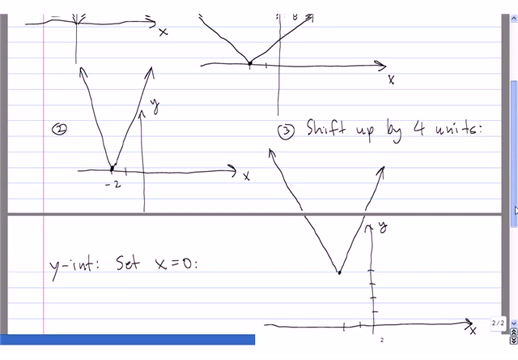 x
8
x
②
y
-2
x
③ Shift up by 4 units:
y
y-int: Set x=0:
x
2
2 / 2